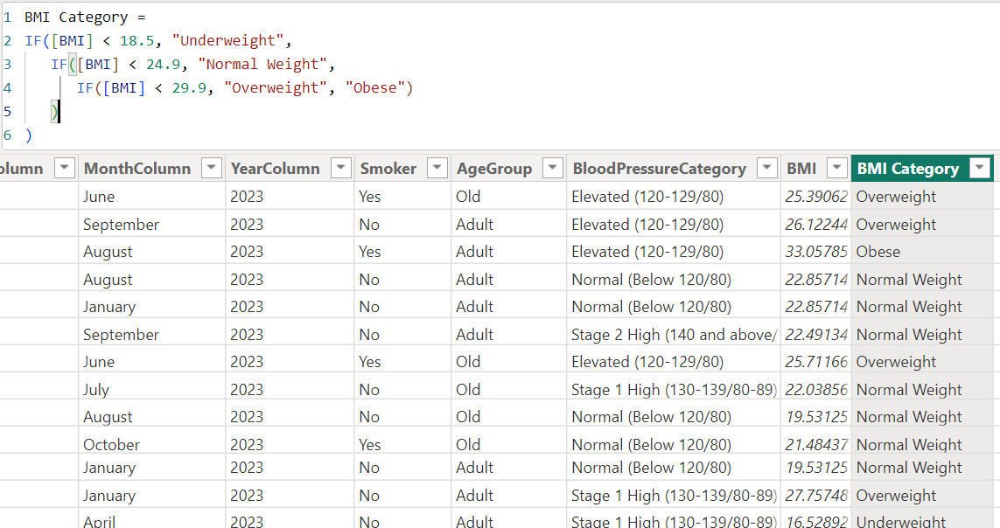 1 BMI Category =
2 IF([BMI] < 18.5, "Underweight",
3 IF([BMI] < 24.9, "Normal Weight",
4 IF([BMI] < 29.9, "Overweight", "Obese")
5 )
6 )
olumn MonthColumn YearColumn Smoker AgeGroup BloodPressureCategory BMI BMI Category
June 2023 Yes Old Elevated (120-129/80) 25.39062 Overweight
September 2023 No Adult Elevated (120-129/80) 26.12244 Overweight
August 2023 Yes Adult Elevated (120-129/80) 33.05785 Obese
August 2023 No Adult Normal (Below 120/80) 22.85714 Normal Weight
January 2023 No Adult Normal (Below 120/80) 22.85714 Normal Weight
September 2023 No Adult Stage 2 High (140 and above/ 22.49134 Normal Weight
June 2023 Yes Old Elevated (120-129/80) 25.71166 Overweight
July 2023 No Old Stage 1 High (130-139/80-89) 22.03856 Normal Weight
August 2023 No Old Normal (Below 120/80) 19.53125 Normal Weight
October 2023 Yes Old Normal (Below 120/80) 21.48437 Normal Weight
January 2023 No Adult Normal (Below 120/80) 19.53125 Normal Weight
January 2023 No Adult Stage 1 High (130-139/80-89) 27.75748 Overweight
April 2023 No Adult Stage 1 High (130-139/80-89) 16.52892 Underweight